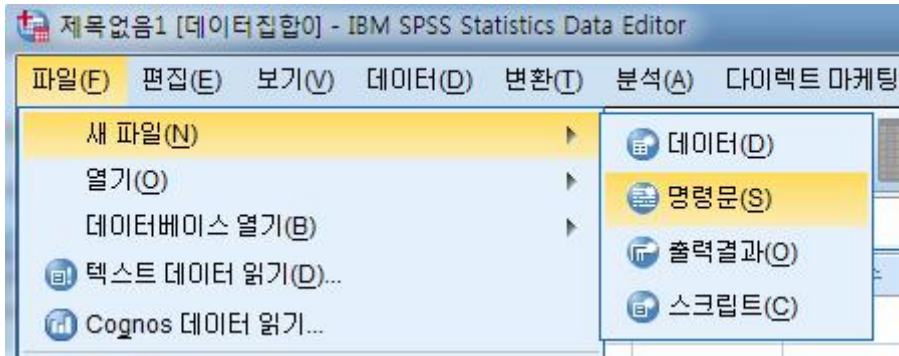 제목없음1 [데이터집합0] - IBM SPSS Statistics Data Editor
파일(F) 편집(E) 보기(V) 데이터(D) 변환(T) 분석(A) 다이렉트 마케팅
새 파일(N)
열기(O)
데이터베이스 열기(B)
텍스트 데이터 읽기(D)...
Cognos 데이터 읽기...
데이터(D)
명령문(S)
출력결과(O)
스크립트(C)